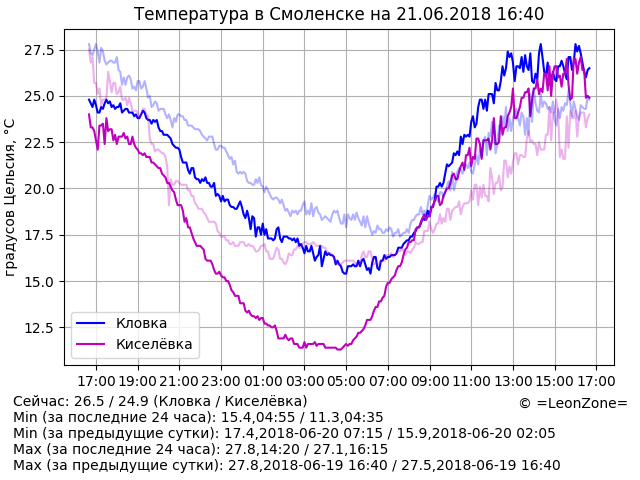 Температура в Смоленске на 21.06.2018 16:40
градусов Цельсия, °C
27.5
25.0
22.5
20.0
17.5
15.0
12.5
Кловка
Киселёвка
17:00 19:00 21:00 23:00 01:00 03:00 05:00 07:00 09:00 11:00 13:00 15:00 17:00
Сейчас: 26.5 / 24.9 (Кловка / Киселёвка)
© =LeonZone=
Min (за последние 24 часа): 15.4,04:55 / 11.3,04:35
Min (за предыдущие сутки): 17.4,2018-06-20 07:15 / 15.9,2018-06-20 02:05
Max (за последние 24 часа): 27.8,14:20 / 27.1,16:15
Max (за предыдущие сутки): 27.8,2018-06-19 16:40 / 27.5,2018-06-19 16:40